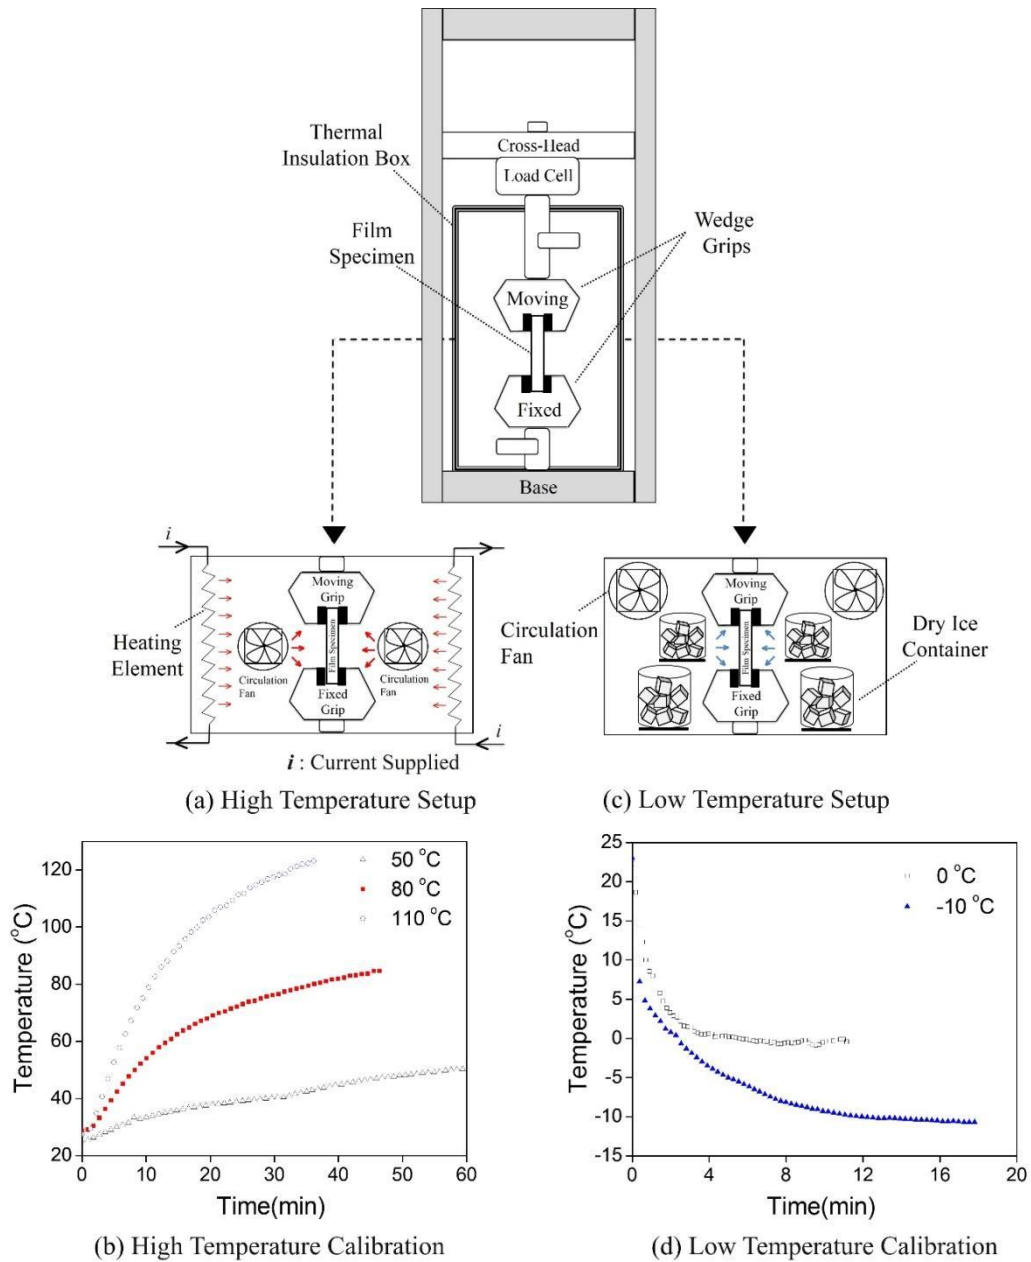 Thermal
Insulation Box
Cross-Head
Load Cell
Film
Specimen
Wedge
Grips
Moving
Fixed
Base
i
Moving
Grip
Heating
Element
Film Specimen
Circulation
Fan
Circulation
Fan
Fixed
Grip
i
i : Current Supplied
(a) High Temperature Setup
Moving
Grip
Circulation
Fan
Film Specimen
Dry Ice
Container
Fixed
Grip
(c) Low Temperature Setup
120
100
80
60
40
20
Temperature (°C)
50 °C
80 °C
110 °C
0 10 20 30 40 50 60
Time(min)
(b) High Temperature Calibration
25
20
15
10
5
0
-5
-10
-15
Temperature (°C)
0 °C
-10 °C
0 4 8 12 16 20
Time(min)
(d) Low Temperature Calibration